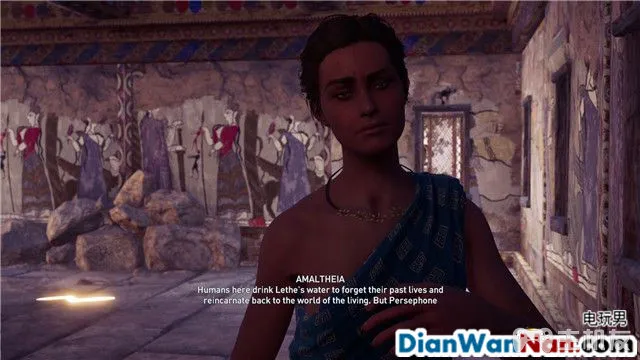 AMALTHEIA
Humans here drink Lethe's water to forget their past lives and
reincarnate back to the world of the living. But Persephone
电玩男
DianWanNan.com